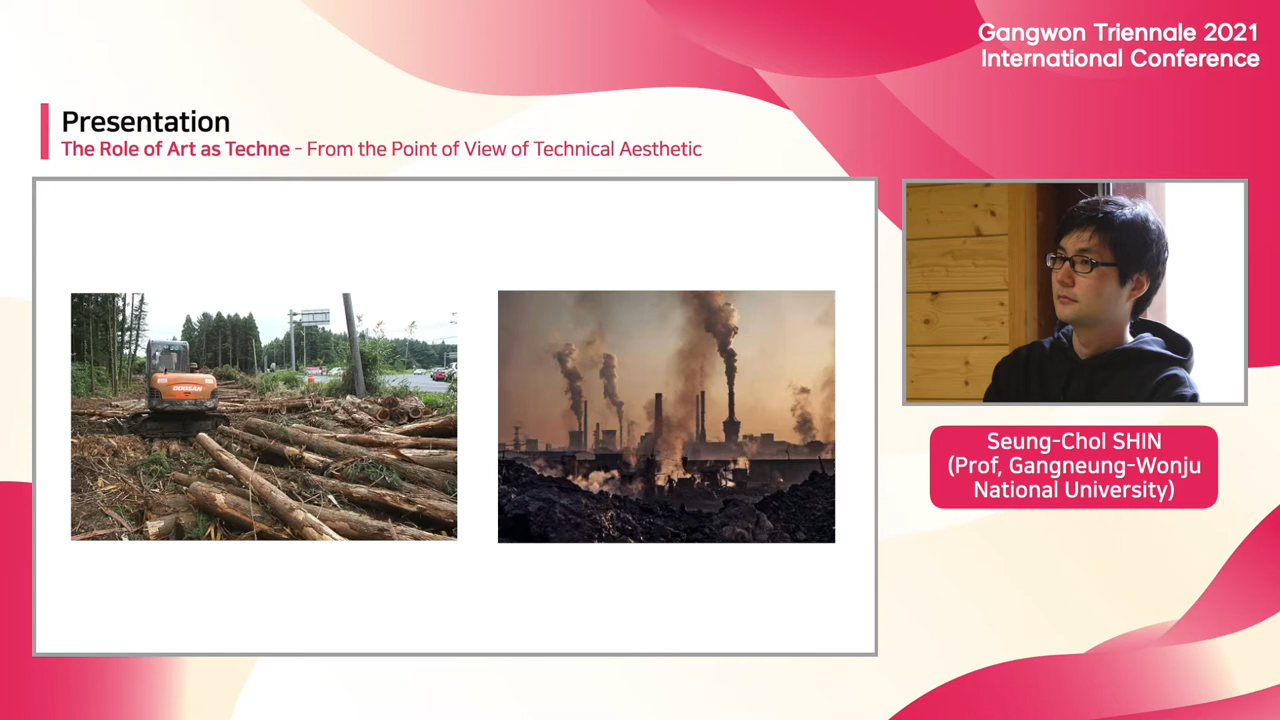 Gangwon Triennale 2021
International Conference
Presentation
The Role of Art as Techne - From the Point of View of Technical Aesthetic
DOOSAN
Seung-Chol SHIN
(Prof, Gangneung-Wonju
National University)